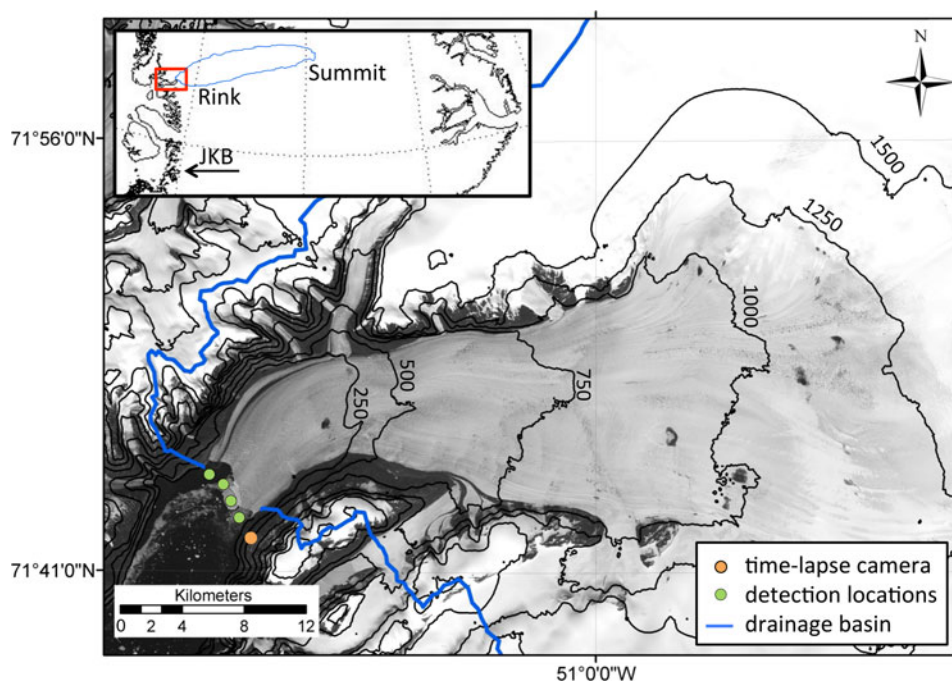 N
Summit
Rink
JKB
71°56'0"N
1500
1250
1000
750
500
250
71°41'0"N
Kilometers
0 2 4 8 12
time-lapse camera
detection locations
drainage basin
51°0'0"W